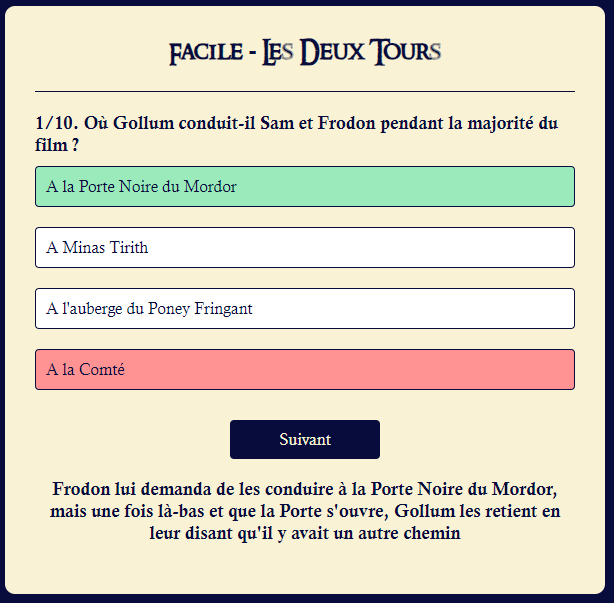 Facile - Les Deux Tours
1/10. Où Gollum conduit-il Sam et Frodon pendant la majorité du
film ?
A la Porte Noire du Mordor
A Minas Tirith
A l'auberge du Poney Fringant
A la Comté
Suivant
Frodon lui demanda de les conduire à la Porte Noire du Mordor,
mais une fois là-bas et que la Porte s'ouvre, Gollum les retient en
leur disant qu'il y avait un autre chemin